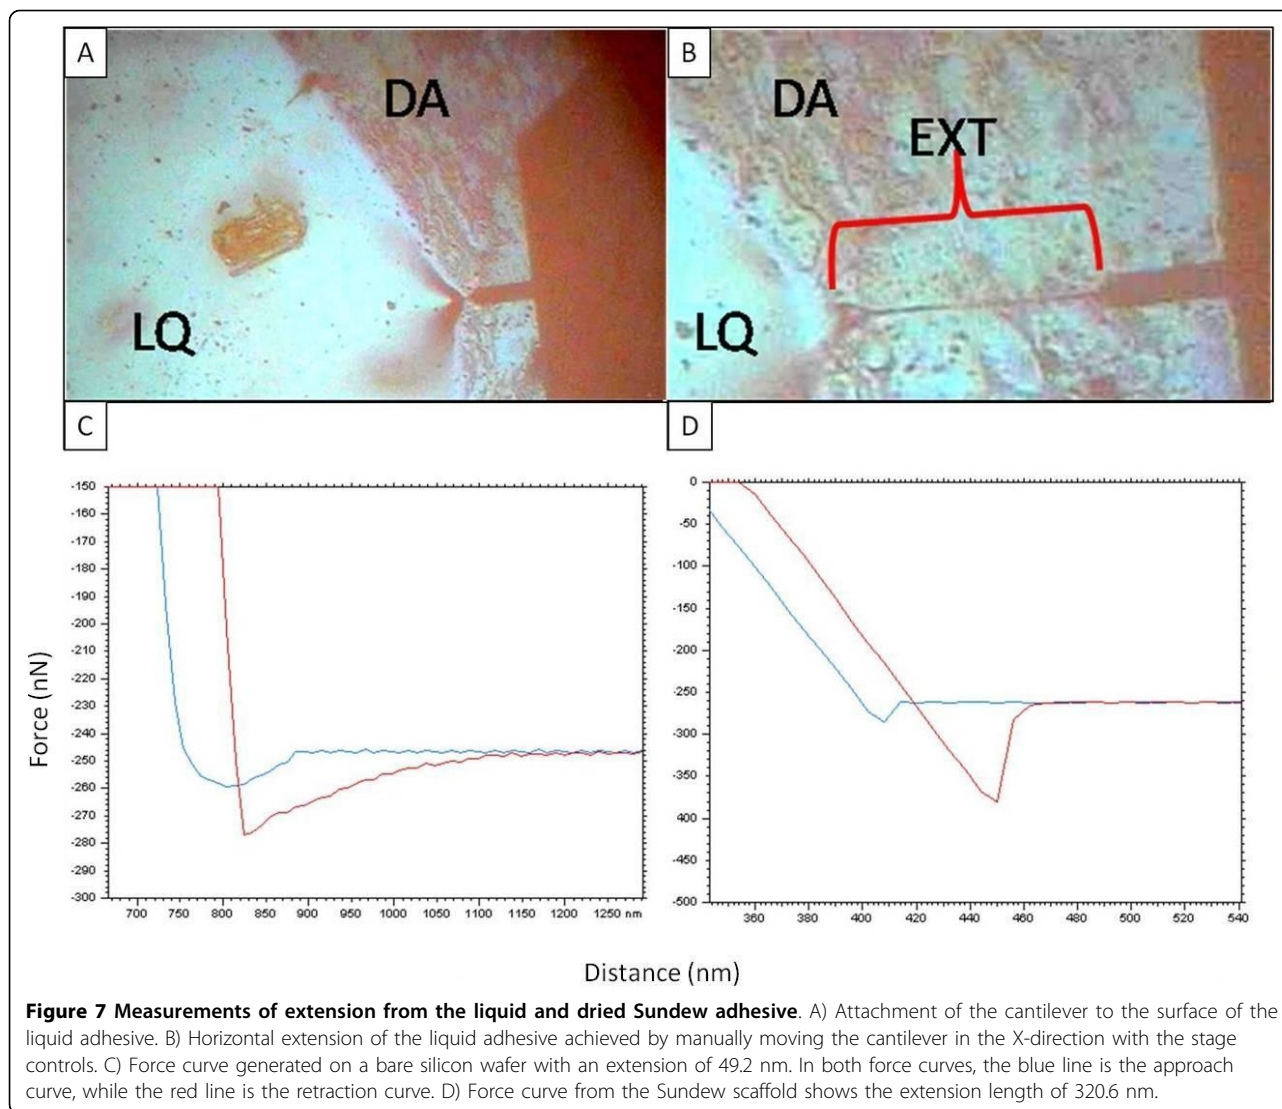 A
DA
LQ
B
DA
EXT
LQ
C
D
Force (nN)
-150
-160
-170
-180
-190
-200
-210
-220
-230
-240
-250
-260
-270
-280
-290
-300
700 750 800 850 900 950 1000 1050 1100 1150 1200 1250 nm
0
-50
-100
-150
-200
-250
-300
-350
-400
-450
-500
360 380 400 420 440 460 480 500 520 540
Distance (nm)
Figure 7 Measurements of extension from the liquid and dried Sundew adhesive. A) Attachment of the cantilever to the surface of the
liquid adhesive. B) Horizontal extension of the liquid adhesive achieved by manually moving the cantilever in the X-direction with the stage
controls. C) Force curve generated on a bare silicon wafer with an extension of 49.2 nm. In both force curves, the blue line is the approach
curve, while the red line is the retraction curve. D) Force curve from the Sundew scaffold shows the extension length of 320.6 nm.